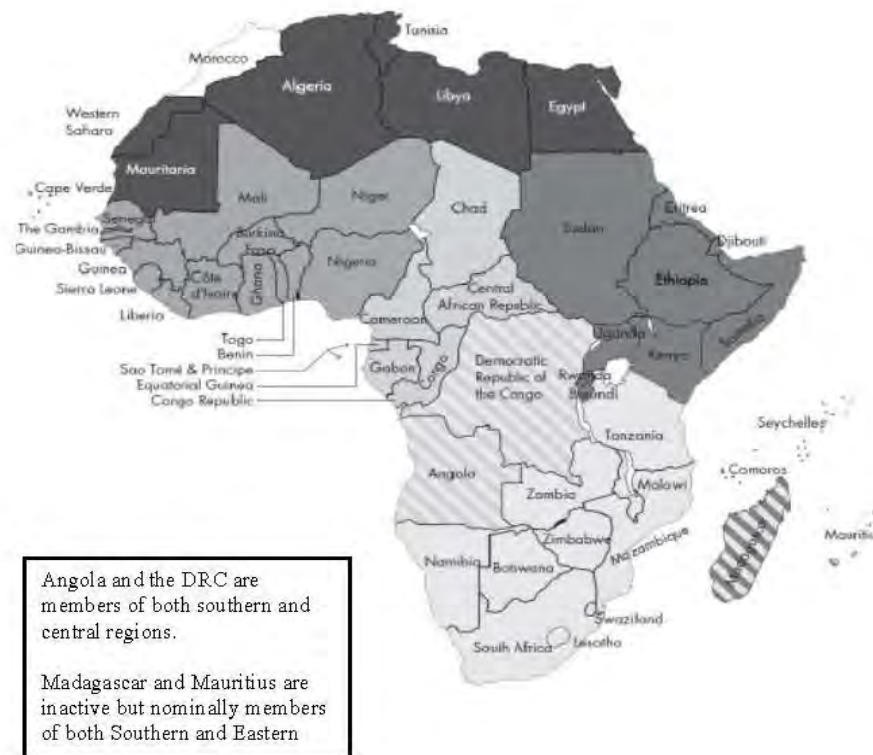 Tunisia
Morocco
Algeria
Libya
Egypt
Western
Sahara
Mauritania
Cape Verde
Mali
Niger
Chad
Sudan
Eritrea
Senegal
The Gambia
Djibouti
Burkina
Faso
Guinea-Bissau
Nigeria
Ethiopia
Guinea
Côte
d'Ivoire
Ghana
Central
African Republic
Sierra Leone
Somalia
Liberia
Cameroon
Togo
Uganda
Kenya
Benin
Sao Tomé & Principe
Gabon
Congo
Democratic
Republic of
the Congo
Rwanda
Burundi
Equatorial Guinea
Congo Republic
Seychelles
Tanzania
Comoros
Angola
Malawi
Zambia
Mauritiu
Madagascar
Zimbabwe
Mozambique
Namibia
Botswana
Swaziland
South Africa
Lesotho
Angola and the DRC are
members of both southern and
central regions.
Madagascar and Mauritius are
inactive but nominally members
of both Southern and Eastern